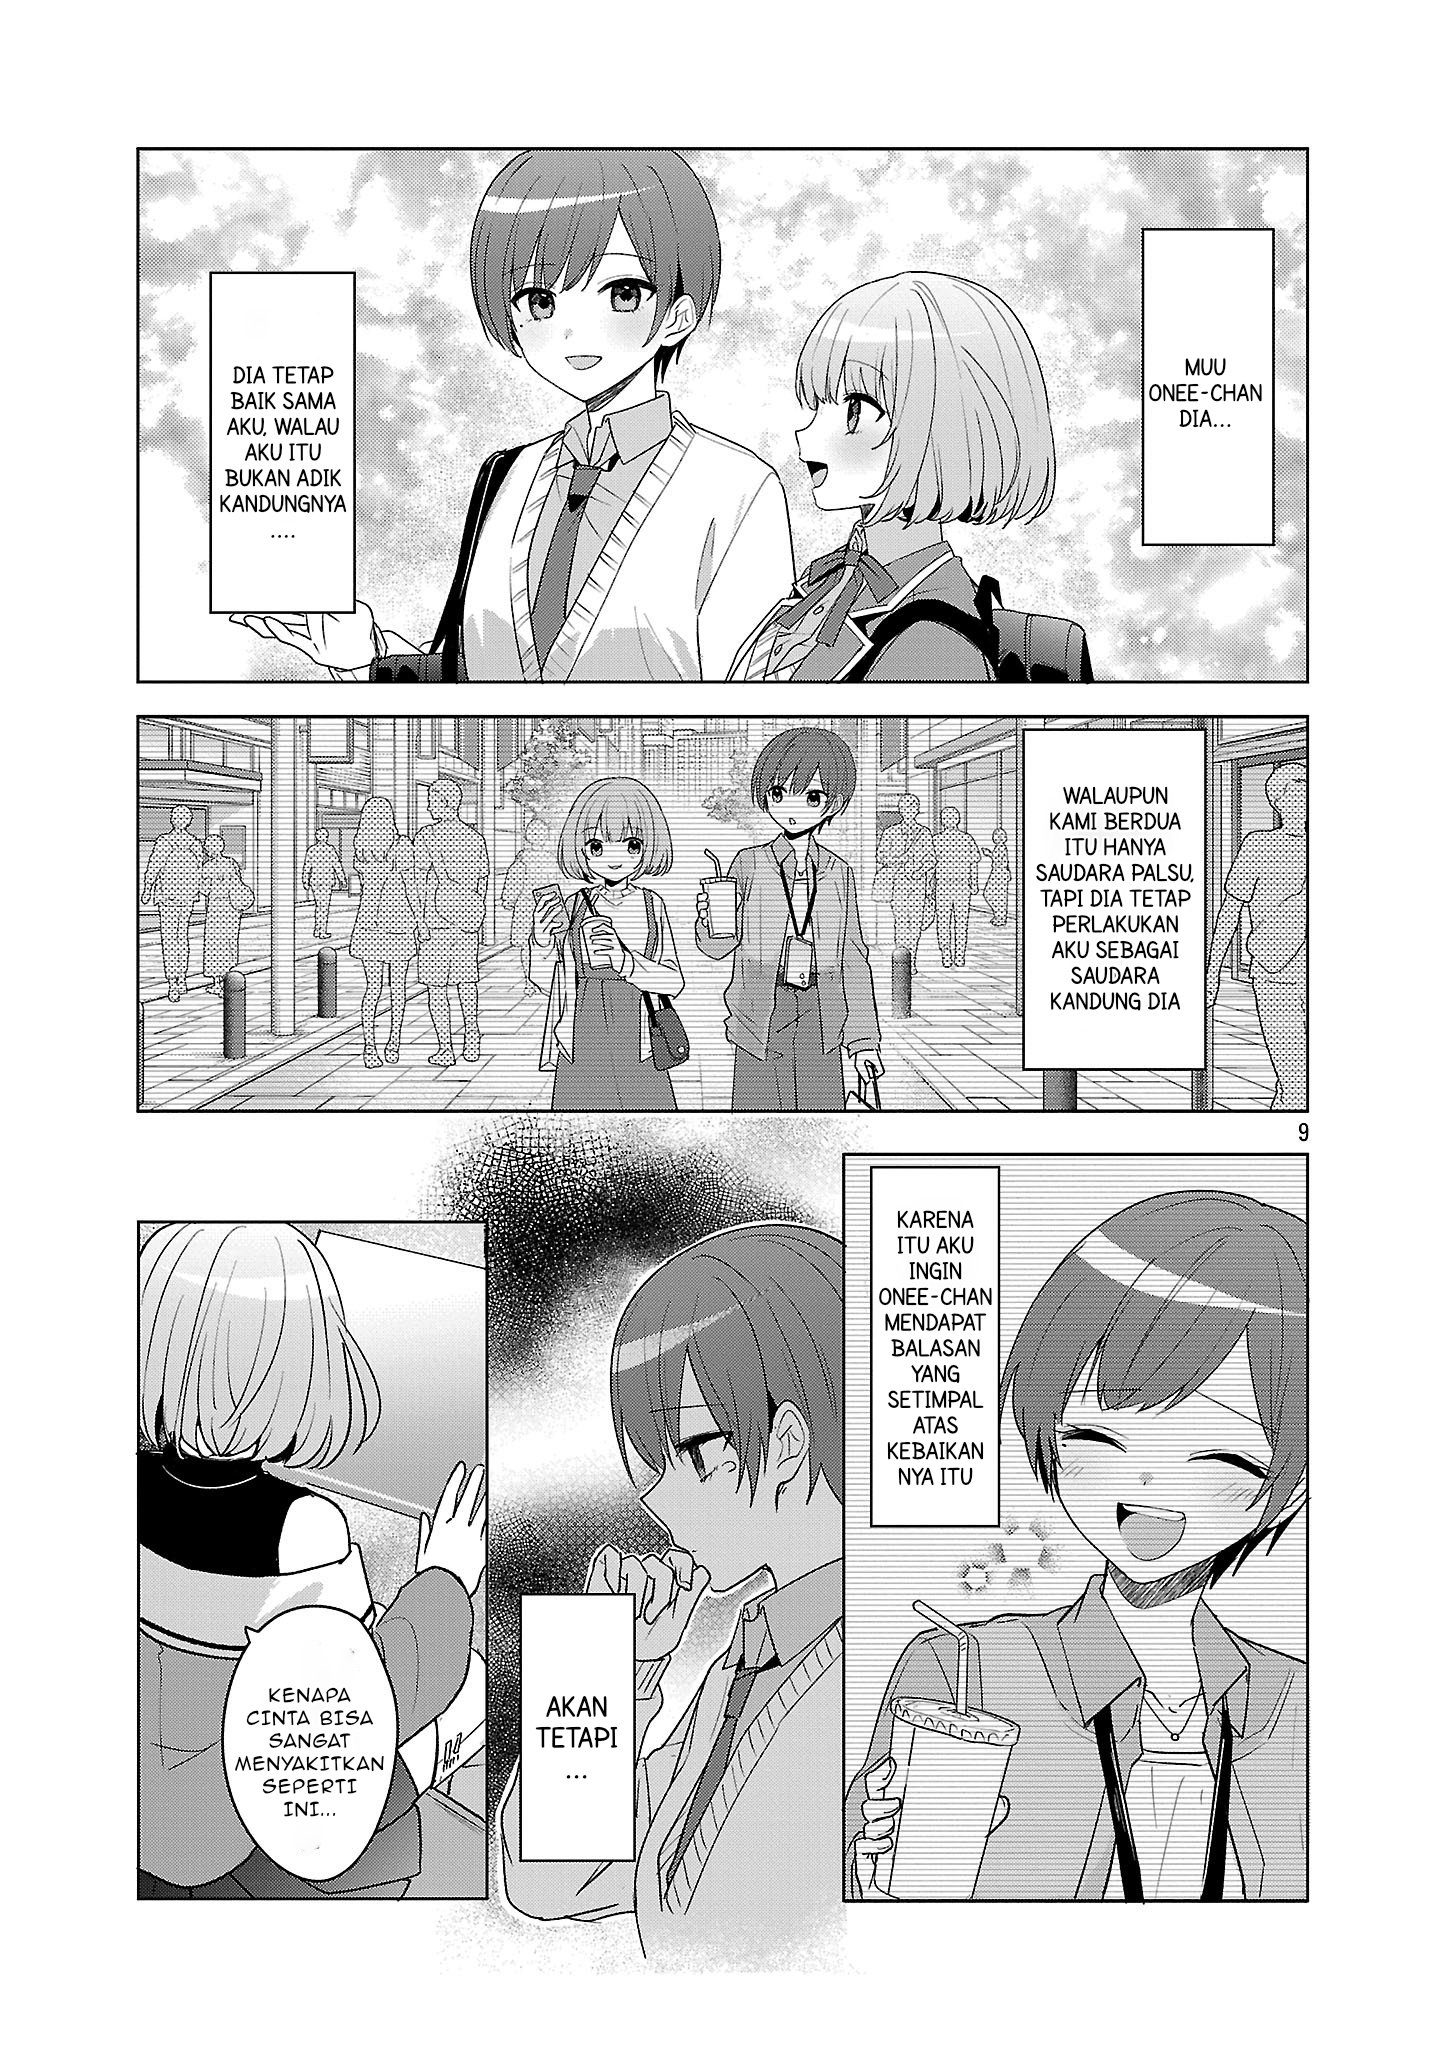 MUU
ONEE-CHAN
DIA...
DIA TETAP
BAIK SAMA
AKU, WALAU
AKU ITU
BUKAN ADIK
KANDUNGNYA
....
WALAUPUN
KAMI BERDUA
ITU HANYA
SAUDARA PALSU,
TAPI DIA TETAP
PERLAKUKAN
AKU SEBAGAI
SAUDARA
KANDUNG DIA
9
KARENA
ITU AKU
INGIN
ONEE-CHAN
MENDAPAT
BALASAN
YANG
SETIMPAL
ATAS
KEBAIKAN
NYA ITU
AKAN
TETAPI
...
KENAPA
CINTA BISA
SANGAT
MENYAKITKAN
SEPERTI
INI...